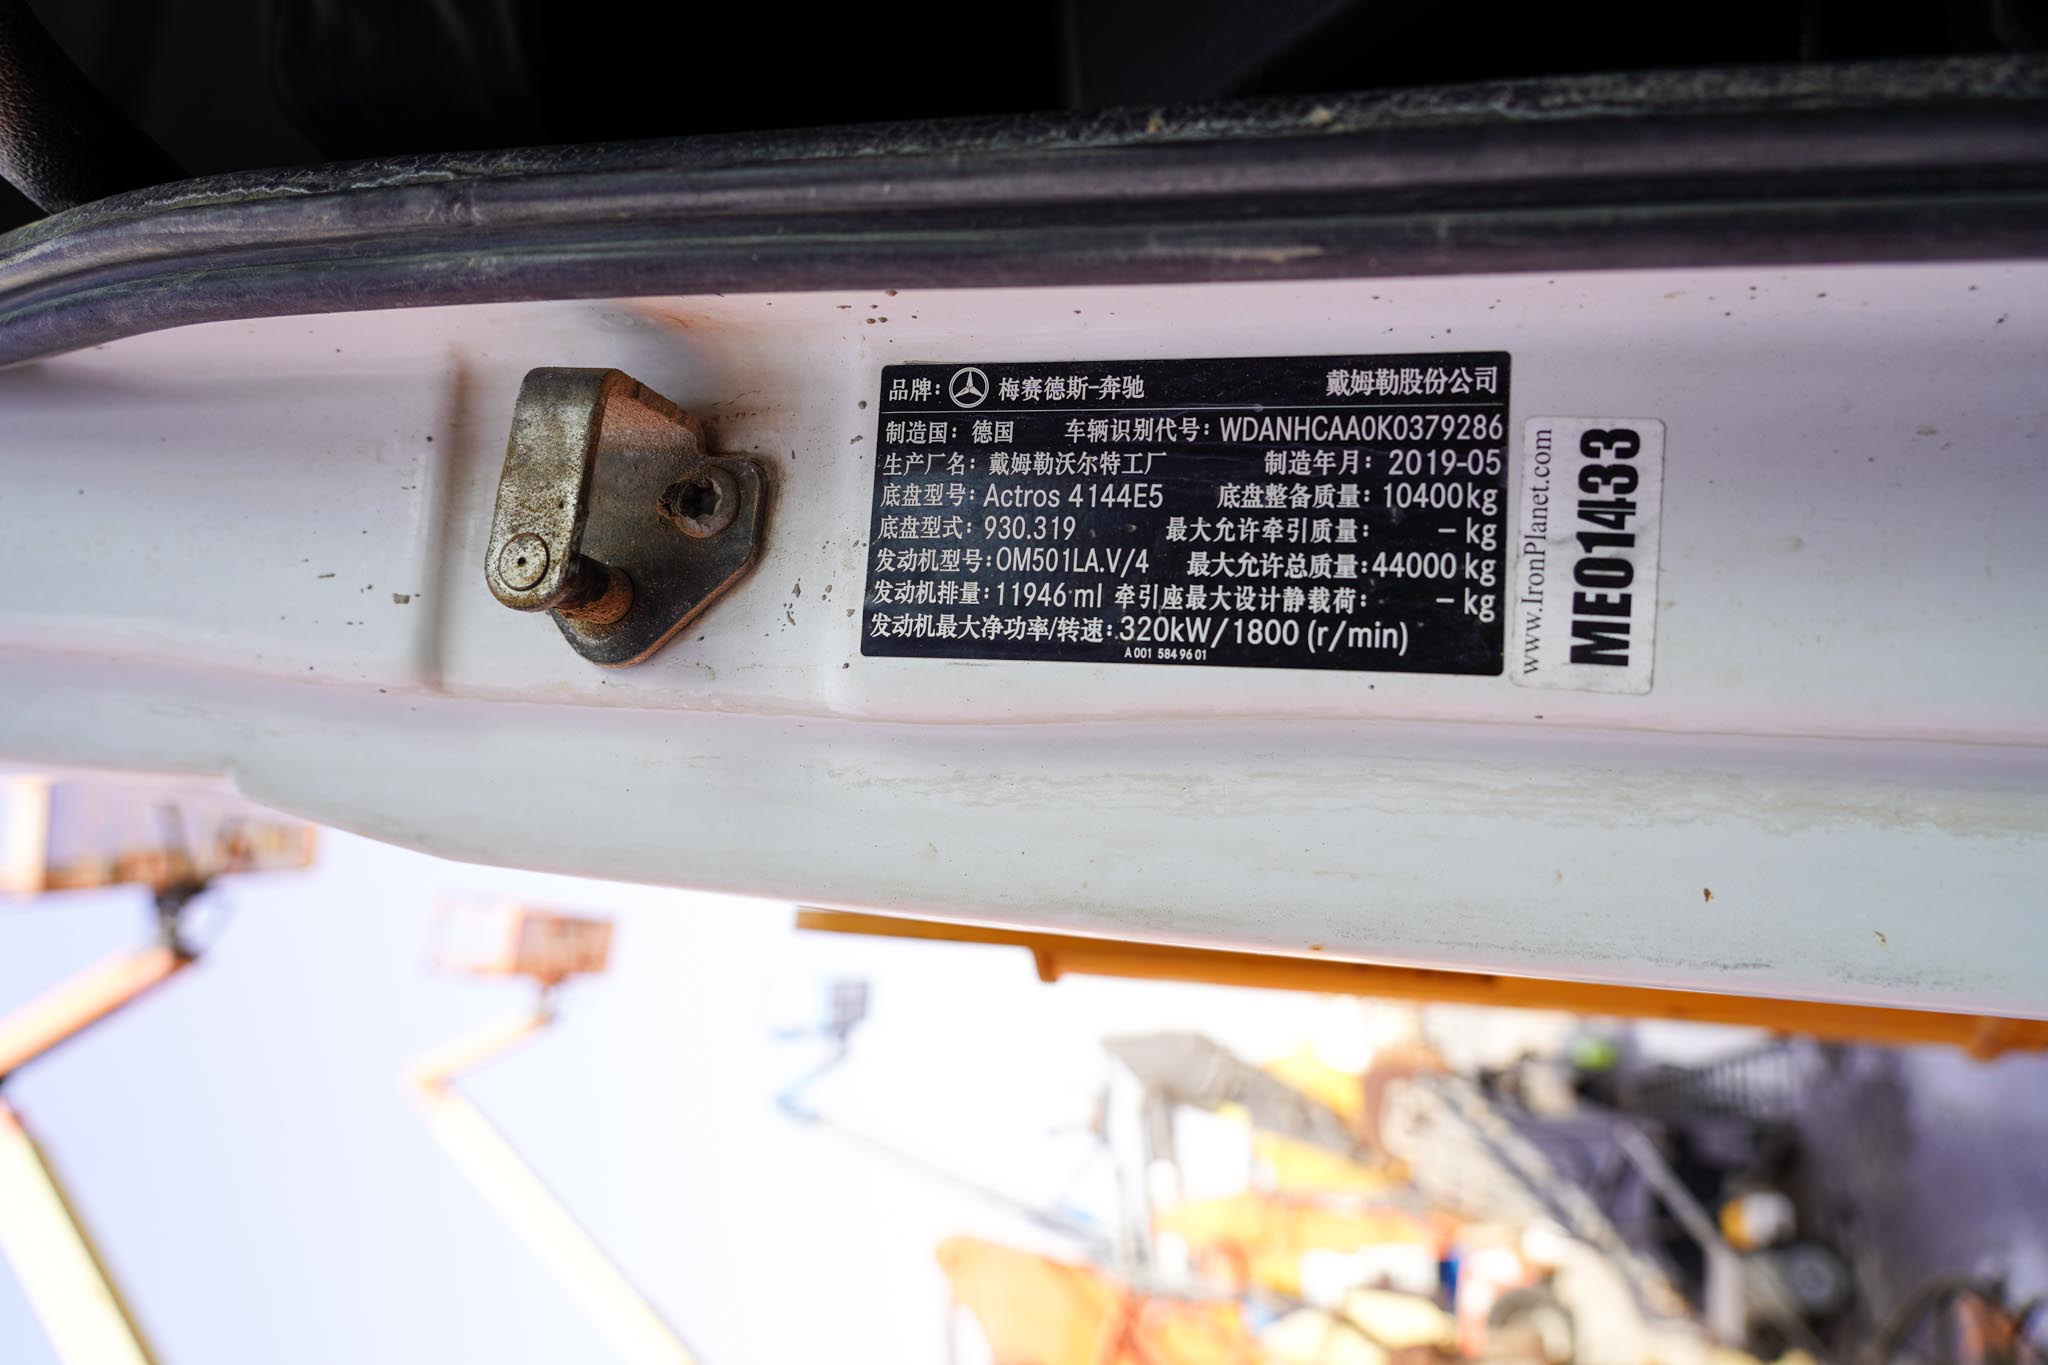 品牌: 梅赛德斯-奔驰 戴姆勒股份公司
制造国: 德国 车辆识别代号: WDANHCAA0K0379286
生产厂名: 戴姆勒沃尔特工厂 制造年月: 2019-05
底盘型号: Actros 4144E5 底盘整备质量: 10400kg
底盘型式: 930.319 最大允许牵引质量: – kg
发动机型号: OM501LA.V/4 最大允许总质量: 44000 kg
发动机排量: 11946 ml 牵引座最大设计静载荷: – kg
发动机最大净功率/转速: 320kW/1800 (r/min)
A 001 584 96 01
www.IronPlanet.com
ME01433